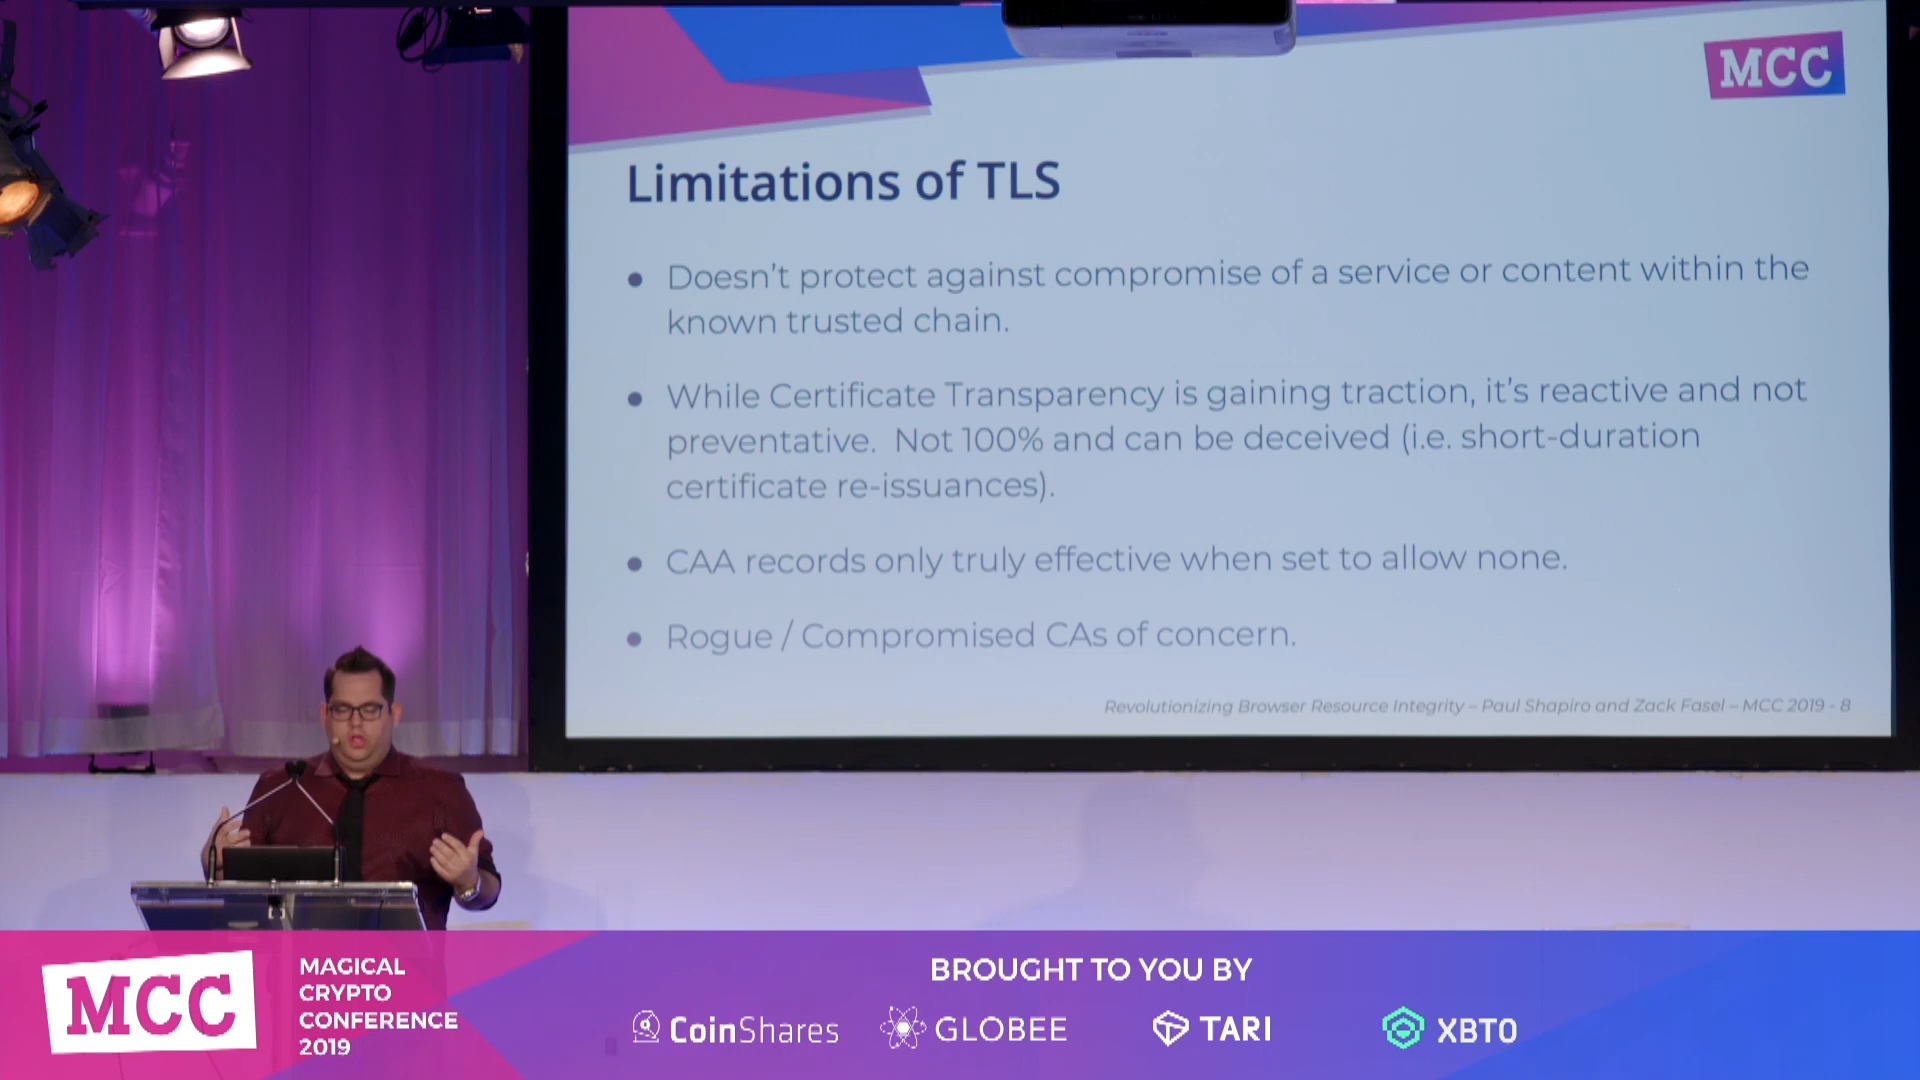 MCC
Limitations of TLS
● Doesn't protect against compromise of a service or content within the
known trusted chain.
● While Certificate Transparency is gaining traction, it's reactive and not
preventative.  Not 100% and can be deceived (i.e. short-duration
certificate re-issuances).
● CAA records only truly effective when set to allow none.
● Rogue / Compromised CAs of concern.
Revolutionizing Browser Resource Integrity – Paul Shapiro and Zack Fasel – MCC 2019 - 8
MCC
MAGICAL
CRYPTO
CONFERENCE
2019
BROUGHT TO YOU BY
CoinShares
GLOBEE
TARI
XBTO